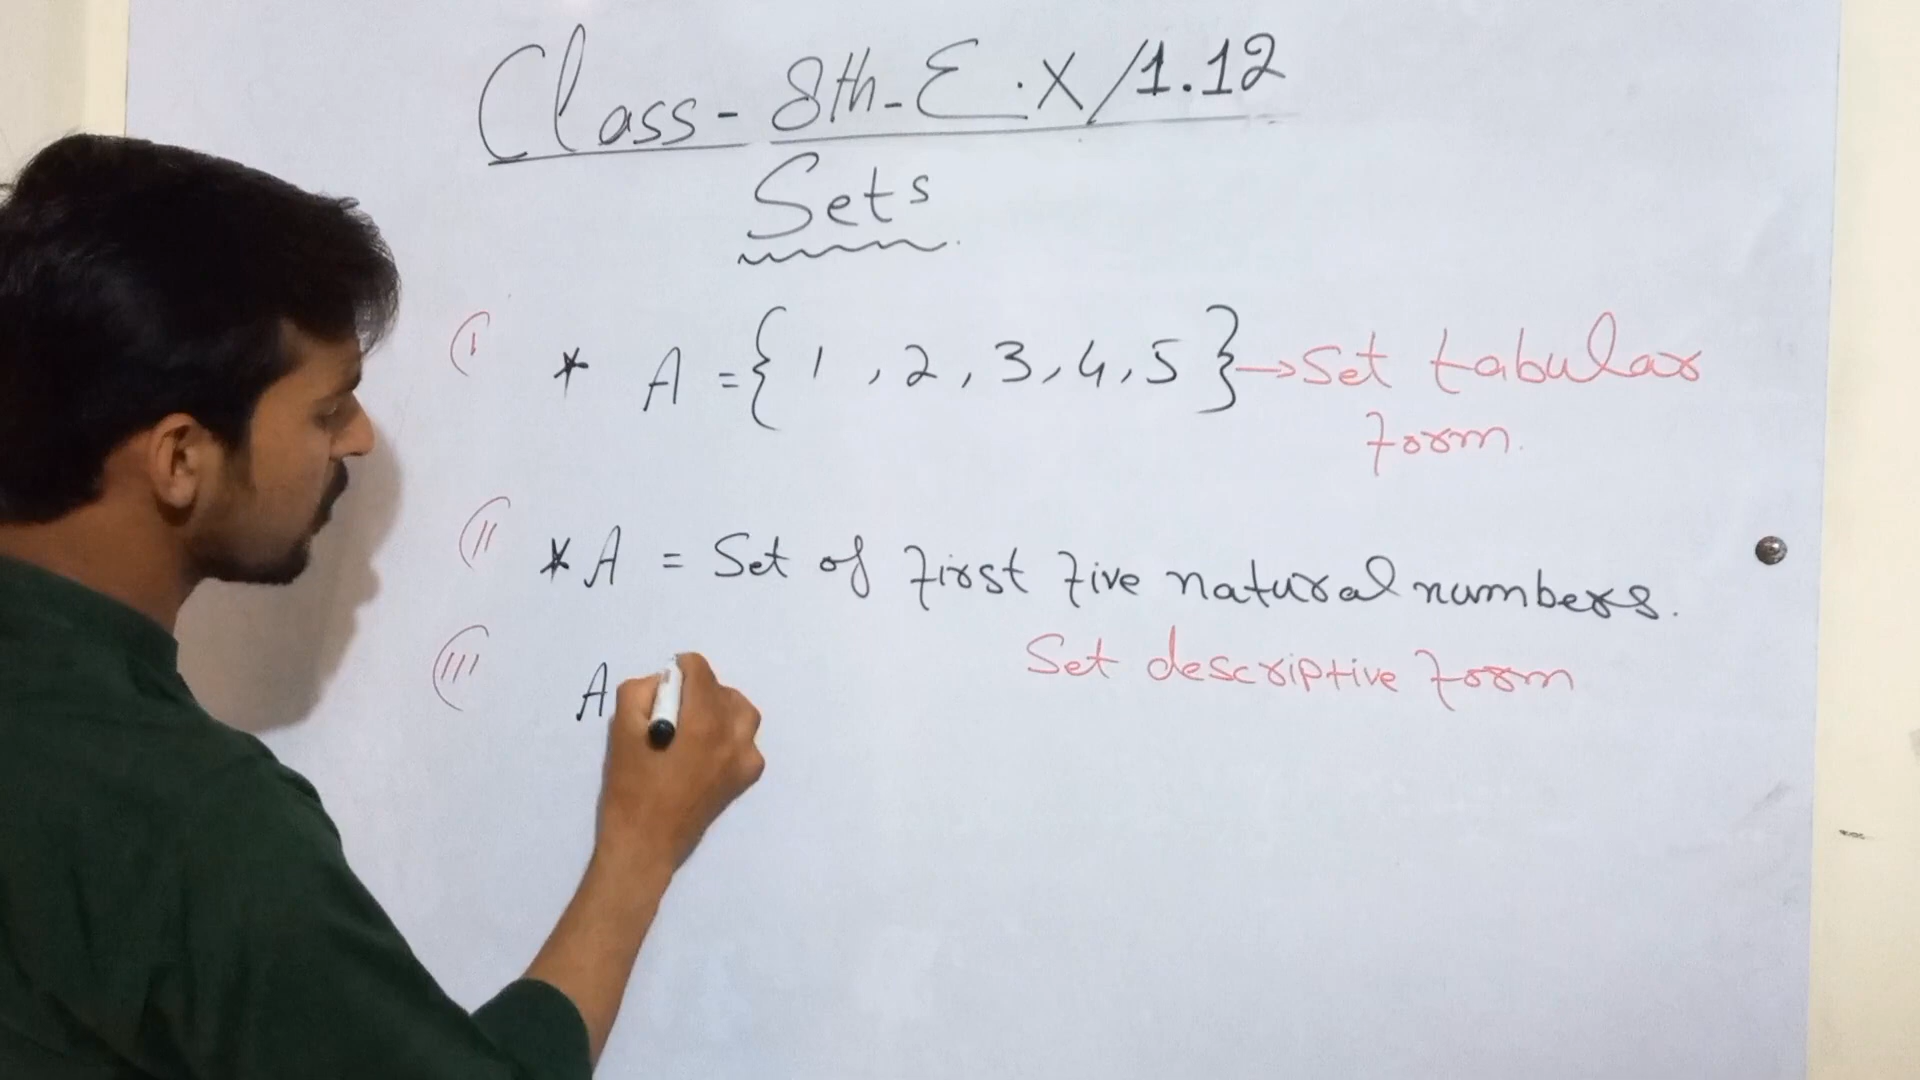 Class - 8th - E.X/1.12
Sets
(i * A = { 1 , 2 , 3 , 4 , 5 } → Set tabular
form.
(ii * A = Set of first five natural numbers.
Set descriptive form
(iii A